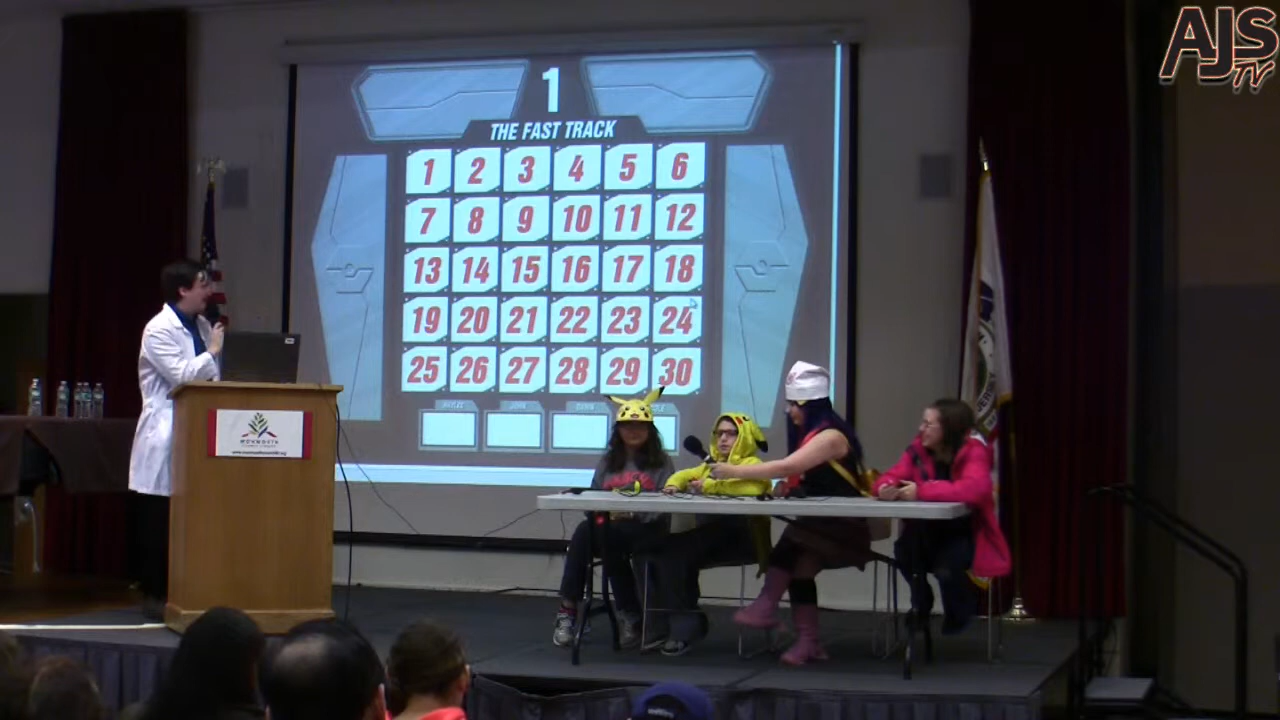 AJS
TV
1
THE FAST TRACK
1 2 3 4 5 6
7 8 9 10 11 12
13 14 15 16 17 18
19 20 21 22 23 24
25 26 27 28 29 30
MONMOUTH